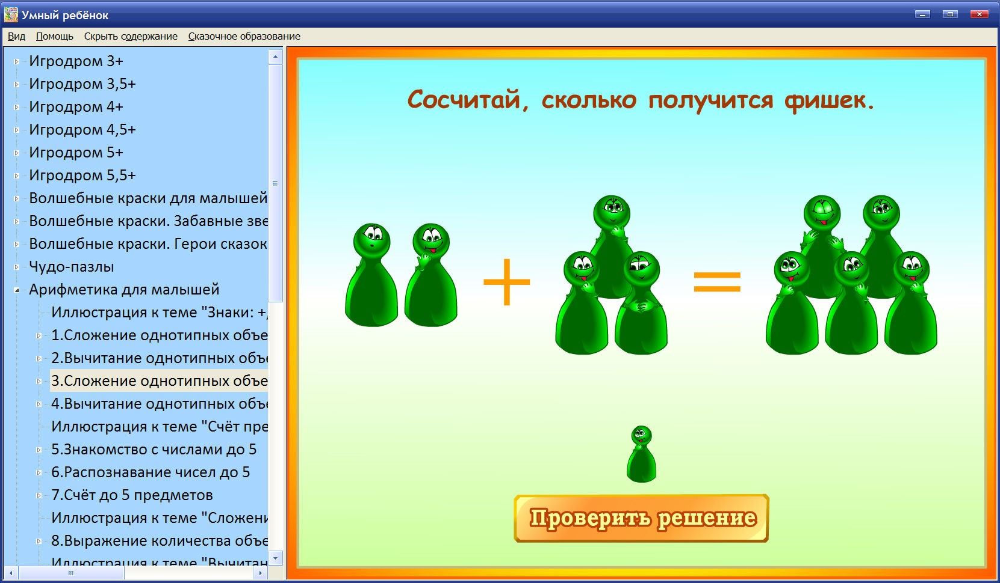 Умный ребёнок
Вид Помощь Скрыть содержание Сказочное образование
Игродром 3+
Игродром 3,5+
Игродром 4+
Игродром 4,5+
Игродром 5+
Игродром 5,5+
Волшебные краски для малышей
Волшебные краски. Забавные зве
Волшебные краски. Герои сказок
Чудо-пазлы
Арифметика для малышей
Иллюстрация к теме "Знаки: +,
1.Сложение однотипных объе
2.Вычитание однотипных объе
3.Сложение однотипных объе
4.Вычитание однотипных объе
Иллюстрация к теме "Счёт пре
5.Знакомство с числами до 5
6.Распознавание чисел до 5
7.Счёт до 5 предметов
Иллюстрация к теме "Сложени
8.Выражение количества объе
Иллюстрация к теме "Вычитан
Сосчитай, сколько получится фишек.
+ =
Проверить решение